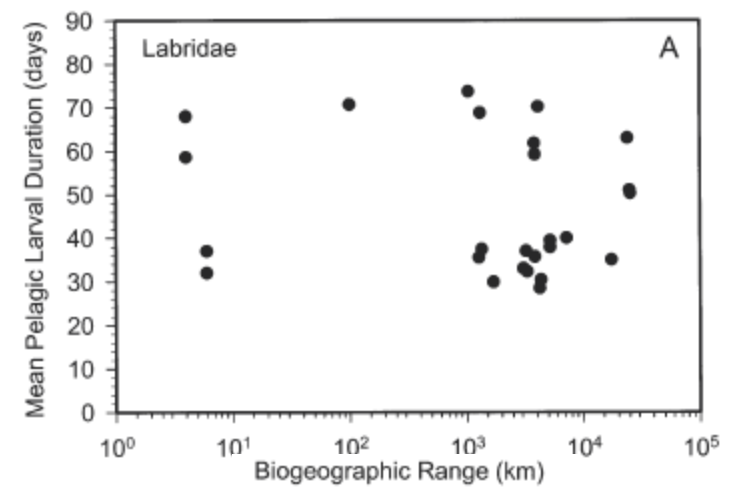 Labridae
A
Mean Pelagic Larval Duration (days)
90
80
70
60
50
40
30
20
10
0
10⁰ 10¹ 10² 10³ 10⁴ 10⁵
Biogeographic Range (km)